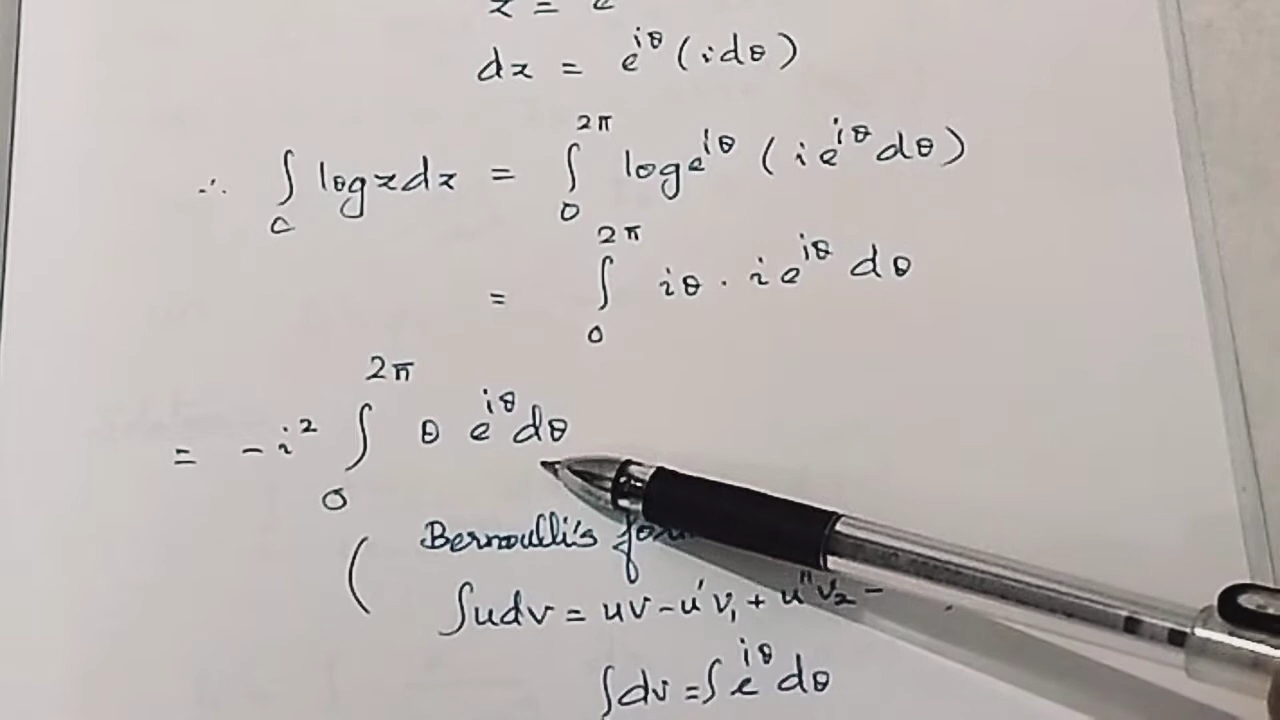 z = e
dz = e^{iθ} (i dθ)
∴ ∫_C log z dz = ∫_0^{2π} log e^{iθ} (i e^{iθ} dθ)
= ∫_0^{2π} iθ · i e^{iθ} dθ
= - i² ∫_0^{2π} θ e^{iθ} dθ
( Bernoulli's
∫u dv = uv - u'v₁ + u''v₂ -
∫dv = ∫e^{iθ} dθ